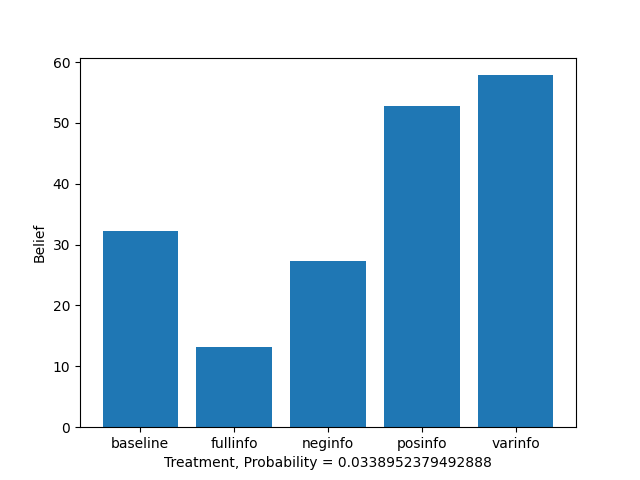 60
50
40
30
20
10
0
Belief
baseline fullinfo neginfo posinfo varinfo
Treatment, Probability = 0.0338952379492888